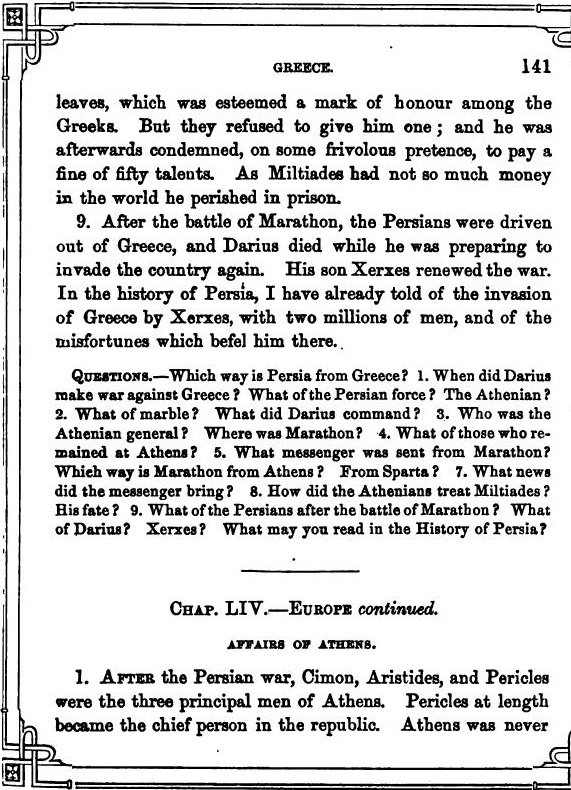 GREECE. 141
leaves, which was esteemed a mark of honour among the
Greeks. But they refused to give him one; and he was
afterwards condemned, on some frivolous pretence, to pay a
fine of fifty talents. As Miltiades had not so much money
in the world he perished in prison.
9. After the battle of Marathon, the Persians were driven
out of Greece, and Darius died while he was preparing to
invade the country again. His son Xerxes renewed the war.
In the history of Persia, I have already told of the invasion
of Greece by Xerxes, with two millions of men, and of the
misfortunes which befel him there.
QUESTIONS.—Which way is Persia from Greece? 1. When did Darius
make war against Greece? What of the Persian force? The Athenian?
2. What of marble? What did Darius command? 3. Who was the
Athenian general? Where was Marathon? 4. What of those who re-
mained at Athens? 5. What messenger was sent from Marathon?
Which way is Marathon from Athens? From Sparta? 7. What news
did the messenger bring? 8. How did the Athenians treat Miltiades?
His fate? 9. What of the Persians after the battle of Marathon? What
of Darius? Xerxes? What may you read in the History of Persia?
CHAP. LIV.—EUROPE continued.
AFFAIRS OF ATHENS.
1. AFTER the Persian war, Cimon, Aristides, and Pericles
were the three principal men of Athens. Pericles at length
became the chief person in the republic. Athens was never